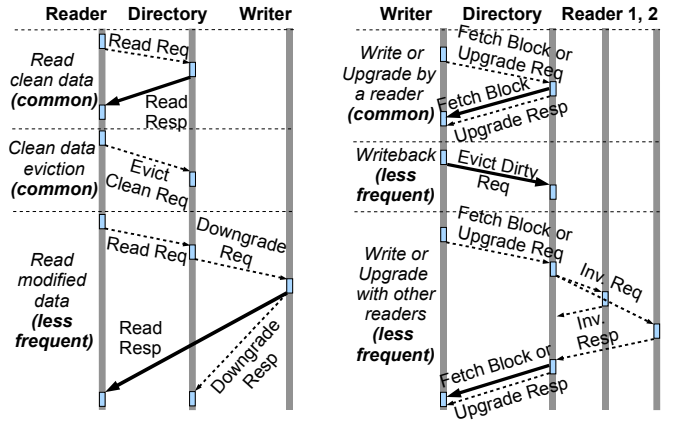 Reader Directory Writer
Read
clean data
(common)
Read Req
Read
Resp
Clean data
eviction
(common)
Evict
Clean Req
Read
modified
data
(less
frequent)
Read Req
Downgrade
Req
Read
Resp
Downgrade
Resp
Writer Directory Reader 1, 2
Write or
Upgrade by
a reader
(common)
Fetch Block or
Upgrade Req
Fetch Block
Upgrade Resp
Writeback
(less
frequent)
Evict Dirty
Req
Write or
Upgrade
with other
readers
(less
frequent)
Fetch Block or
Upgrade Req
Inv. Req
Inv.
Resp
Fetch Block or
Upgrade Resp